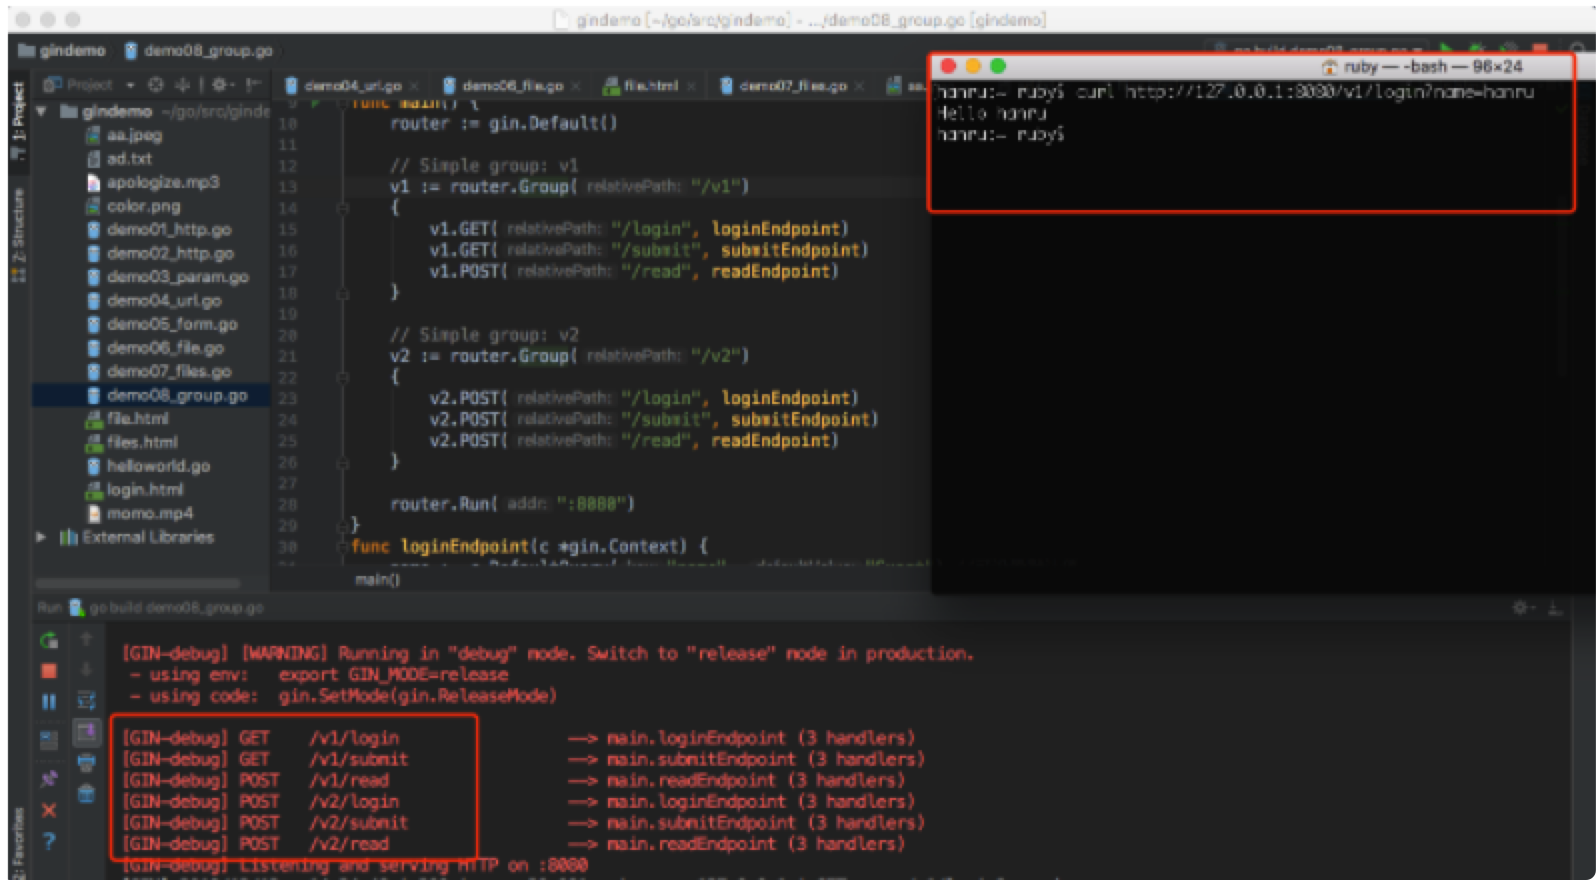 gindemo [~/go/src/gindemo] - .../demo08_group.go [gindemo]
gindemo demo08_group.go
Project
demo04_url.go demo06_file.go file.html demo07_files.go
1: Project
Z: Structure
2: Favorites
gindemo ~/go/src/ginde
aa.jpeg
ad.txt
apologize.mp3
color.png
demo01_http.go
demo02_http.go
demo03_param.go
demo04_url.go
demo05_form.go
demo06_file.go
demo07_files.go
demo08_group.go
file.html
files.html
helloworld.go
login.html
momo.mp4
External Libraries
9 func main() {
10 router := gin.Default()
11
12 // Simple group: v1
13 v1 := router.Group( relativePath: "/v1")
14 {
15 v1.GET( relativePath: "/login", loginEndpoint)
16 v1.GET( relativePath: "/submit", submitEndpoint)
17 v1.POST( relativePath: "/read", readEndpoint)
18 }
19
20 // Simple group: v2
21 v2 := router.Group( relativePath: "/v2")
22 {
23 v2.POST( relativePath: "/login", loginEndpoint)
24 v2.POST( relativePath: "/submit", submitEndpoint)
25 v2.POST( relativePath: "/read", readEndpoint)
26 }
27
28 router.Run( addr: ":8080")
29 }
30 func loginEndpoint(c *gin.Context) {
main()
ruby — -bash — 96×24
hanru:~ ruby$ curl http://127.0.0.1:8080/v1/login?name=hanru
Hello hanru
hanru:~ ruby$
Run go build demo08_group.go
[GIN-debug] [WARNING] Running in "debug" mode. Switch to "release" mode in production.
- using env: export GIN_MODE=release
- using code: gin.SetMode(gin.ReleaseMode)
[GIN-debug] GET /v1/login --> main.loginEndpoint (3 handlers)
[GIN-debug] GET /v1/submit --> main.submitEndpoint (3 handlers)
[GIN-debug] POST /v1/read --> main.readEndpoint (3 handlers)
[GIN-debug] POST /v2/login --> main.loginEndpoint (3 handlers)
[GIN-debug] POST /v2/submit --> main.submitEndpoint (3 handlers)
[GIN-debug] POST /v2/read --> main.readEndpoint (3 handlers)
[GIN-debug] Listening and serving HTTP on :8080